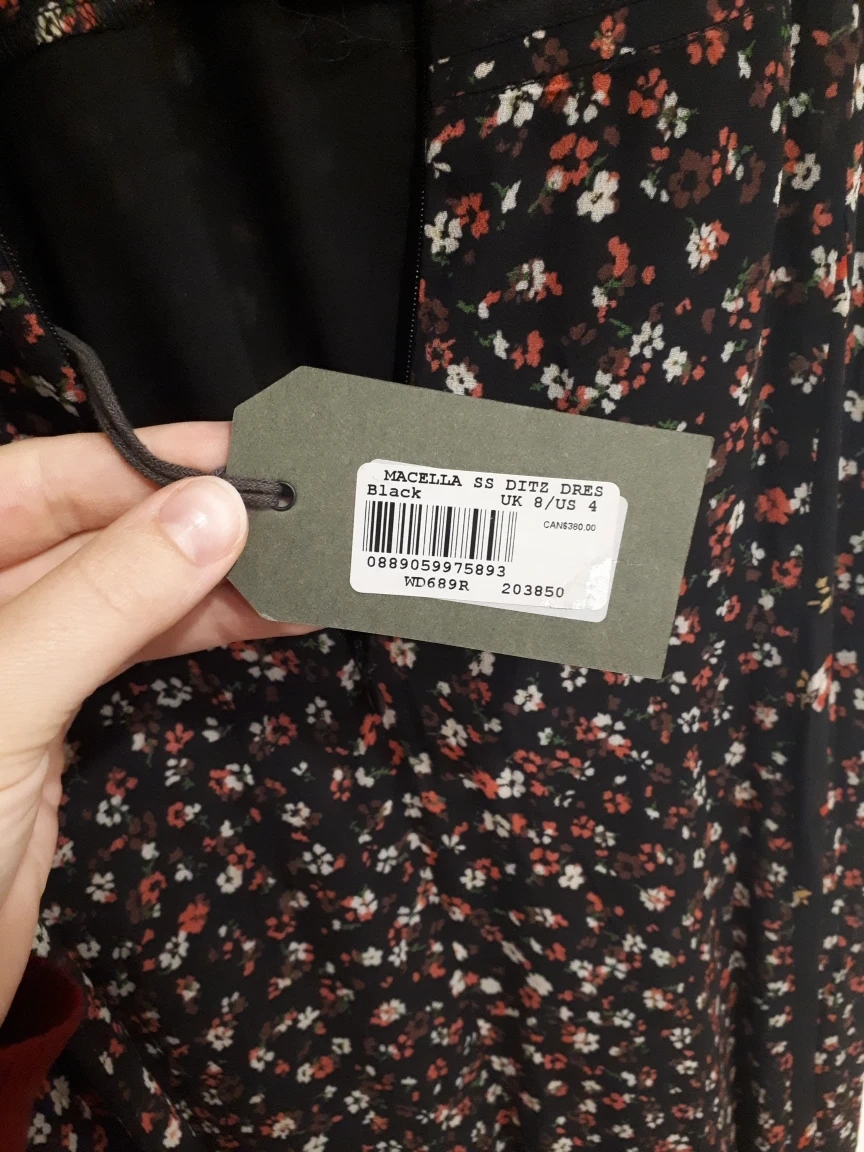 MACELLA SS DITZ DRES
Black UK 8/US 4
CAN$380.00
0889059975893
WD689R 203850